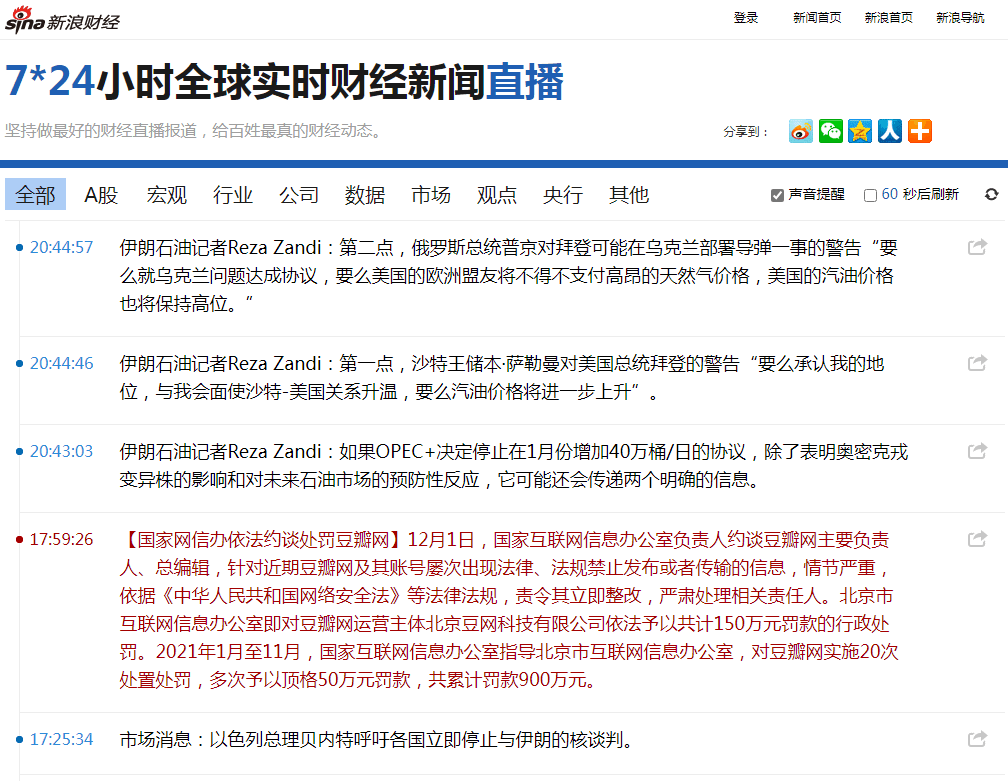 sina新浪财经
登录 新闻首页 新浪首页 新浪导航
7*24小时全球实时财经新闻直播
坚持做最好的财经直播报道，给百姓最真的财经动态。
分享到：
全部 A股 宏观 行业 公司 数据 市场 观点 央行 其他 声音提醒 60 秒后刷新
20:44:57 伊朗石油记者Reza Zandi：第二点，俄罗斯总统普京对拜登可能在乌克兰部署导弹一事的警告“要
么就乌克兰问题达成协议，要么美国的欧洲盟友将不得不支付高昂的天然气价格，美国的汽油价格
也将保持高位。”
20:44:46 伊朗石油记者Reza Zandi：第一点，沙特王储本·萨勒曼对美国总统拜登的警告“要么承认我的地
位，与我会面使沙特-美国关系升温，要么汽油价格将进一步上升”。
20:43:03 伊朗石油记者Reza Zandi：如果OPEC+决定停止在1月份增加40万桶/日的协议，除了表明奥密克戎
变异株的影响和对未来石油市场的预防性反应，它可能还会传递两个明确的信息。
17:59:26 【国家网信办依法约谈处罚豆瓣网】12月1日，国家互联网信息办公室负责人约谈豆瓣网主要负责
人、总编辑，针对近期豆瓣网及其账号屡次出现法律、法规禁止发布或者传输的信息，情节严重，
依据《中华人民共和国网络安全法》等法律法规，责令其立即整改，严肃处理相关责任人。北京市
互联网信息办公室即对豆瓣网运营主体北京豆网科技有限公司依法予以共计150万元罚款的行政处
罚。2021年1月至11月，国家互联网信息办公室指导北京市互联网信息办公室，对豆瓣网实施20次
处置处罚，多次予以顶格50万元罚款，共累计罚款900万元。
17:25:34 市场消息：以色列总理贝内特呼吁各国立即停止与伊朗的核谈判。